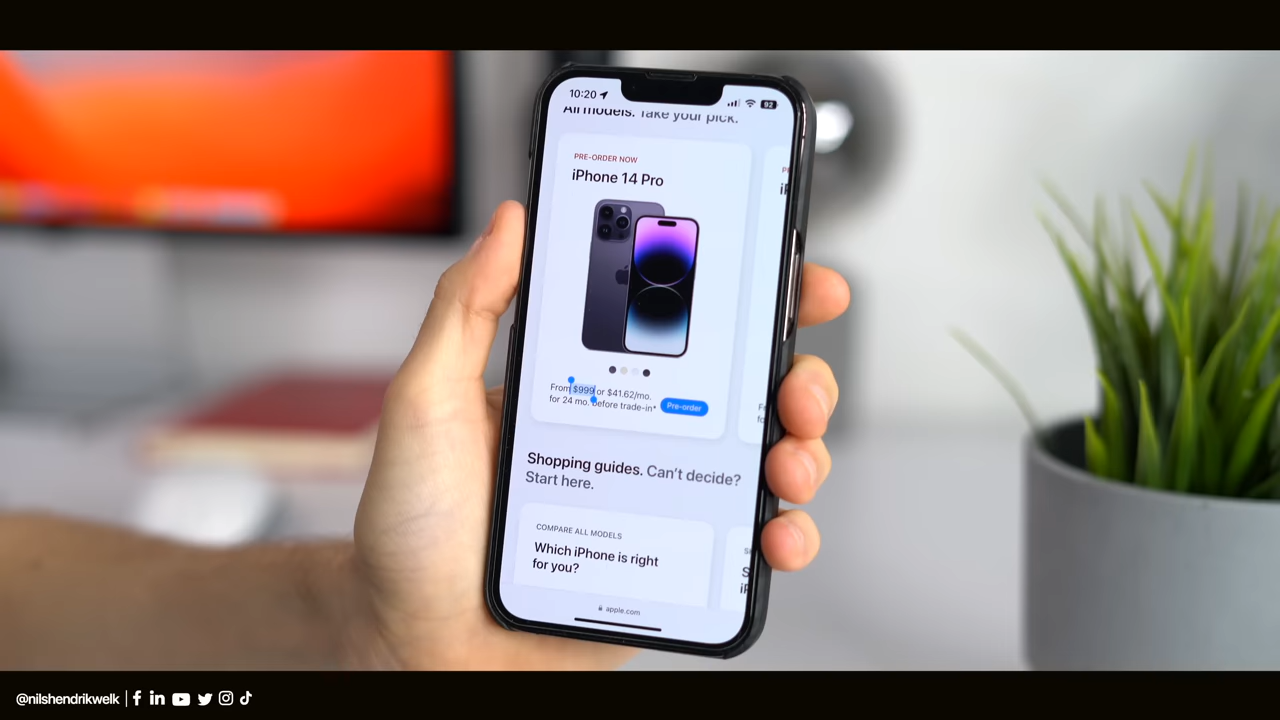 10:20
92
All models. Take your pick.
PRE-ORDER NOW
iPhone 14 Pro
From $999 or $41.62/mo.
for 24 mo. before trade-in*
Pre-order
Shopping guides. Can't decide?
Start here.
COMPARE ALL MODELS
Which iPhone is right
for you?
apple.com
@nilshendrikwelk